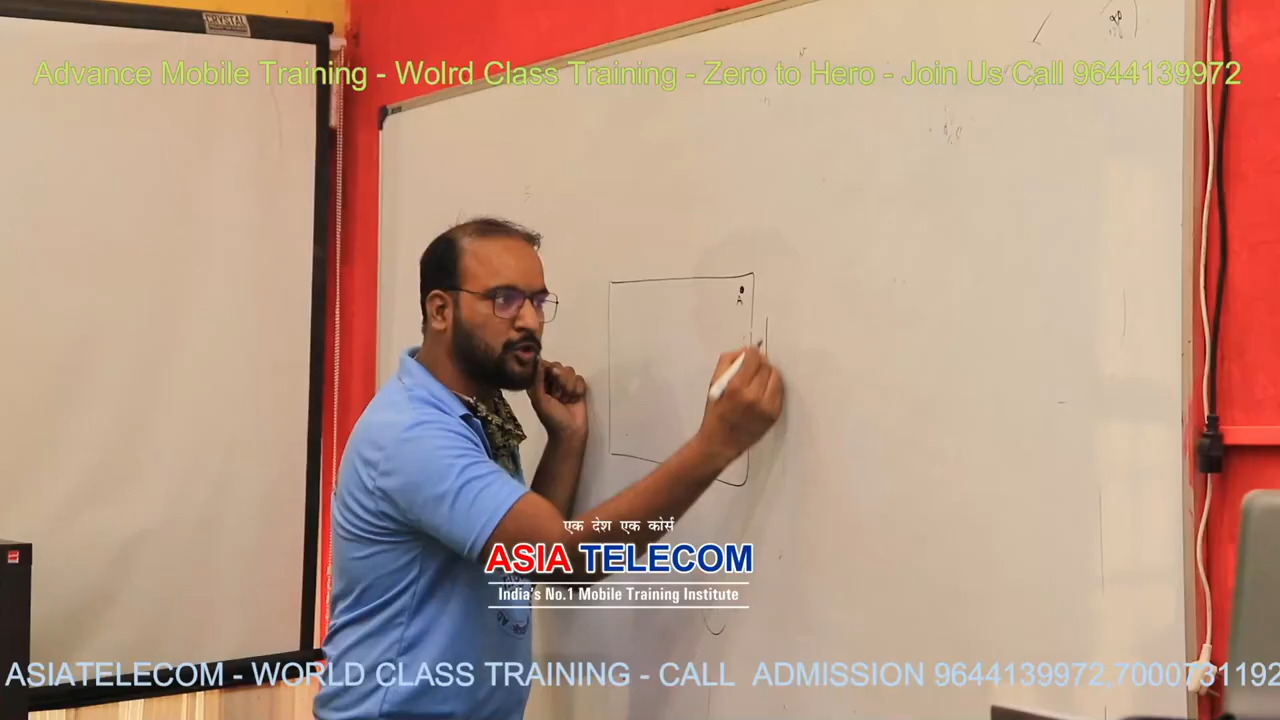 CRYSTAL
Advance Mobile Training - Wolrd Class Training - Zero to Hero - Join Us Call 9644139972
A
एक देश एक कोर्स
ASIA TELECOM
India's No.1 Mobile Training Institute
ASIATELECOM - WORLD CLASS TRAINING - CALL ADMISSION 9644139972,7000731192